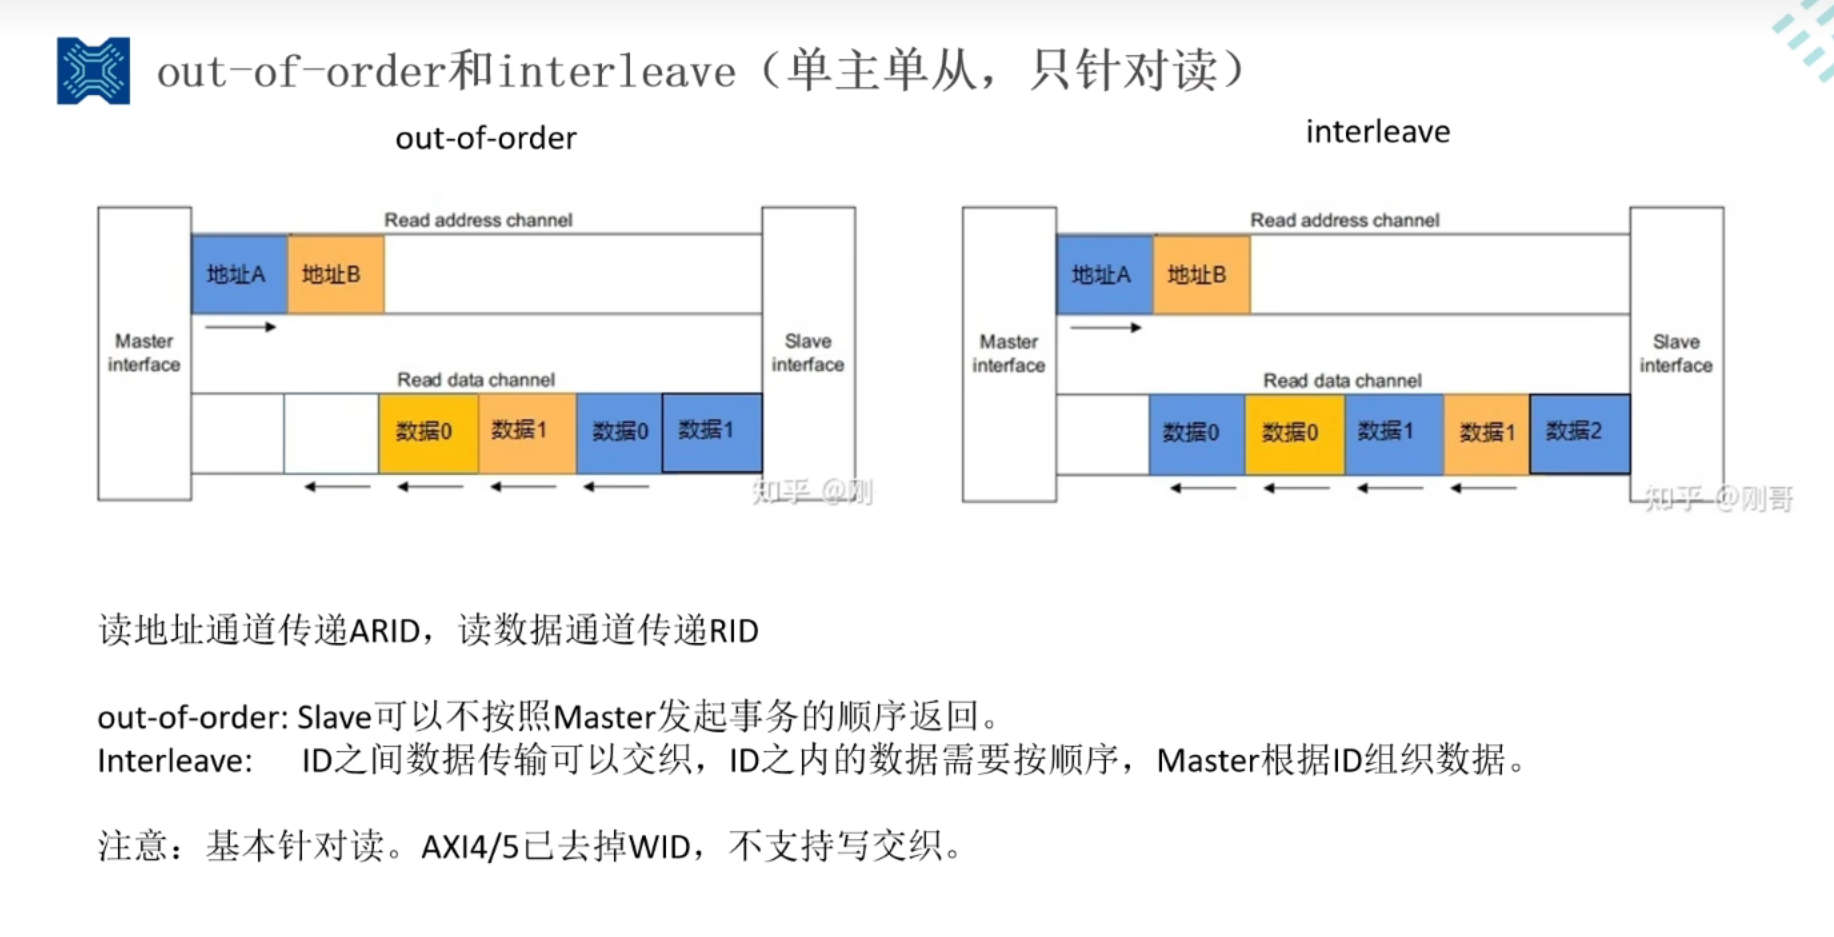 out-of-order和interleave（单主单从，只针对读）
out-of-order
interleave
Read address channel
地址A
地址B
Master
interface
Slave
interface
Read data channel
数据0
数据1
数据0
数据1
知乎 @刚
Read address channel
地址A
地址B
Master
interface
Slave
interface
Read data channel
数据0
数据0
数据1
数据1
数据2
知乎 @刚哥
读地址通道传递ARID，读数据通道传递RID
out-of-order: Slave可以不按照Master发起事务的顺序返回。
Interleave: ID之间数据传输可以交织，ID之内的数据需要按顺序，Master根据ID组织数据。
注意：基本针对读。AXI4/5已去掉WID，不支持写交织。